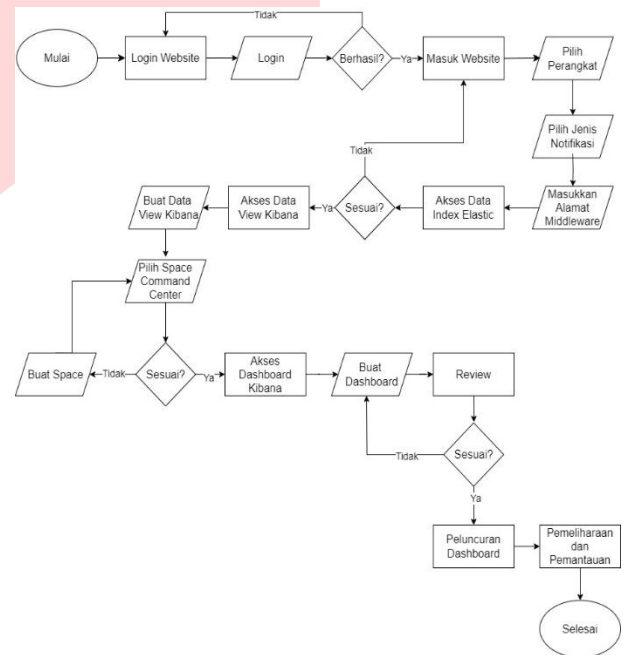 Tidak
Mulai
Login Website
Login
Berhasil?
Ya
Masuk Website
Pilih
Perangkat
Pilih Jenis
Notifikasi
Masukkan
Alamat
Middleware
Akses Data
Index Elastic
Tidak
Sesuai?
Ya
Akses Data
View Kibana
Buat Data
View Kibana
Pilih Space
Command
Center
Sesuai?
Tidak
Buat Space
Ya
Akses
Dashboard
Kibana
Buat
Dashboard
Review
Sesuai?
Tidak
Ya
Peluncuran
Dashboard
Pemeliharaan
dan
Pemantauan
Selesai